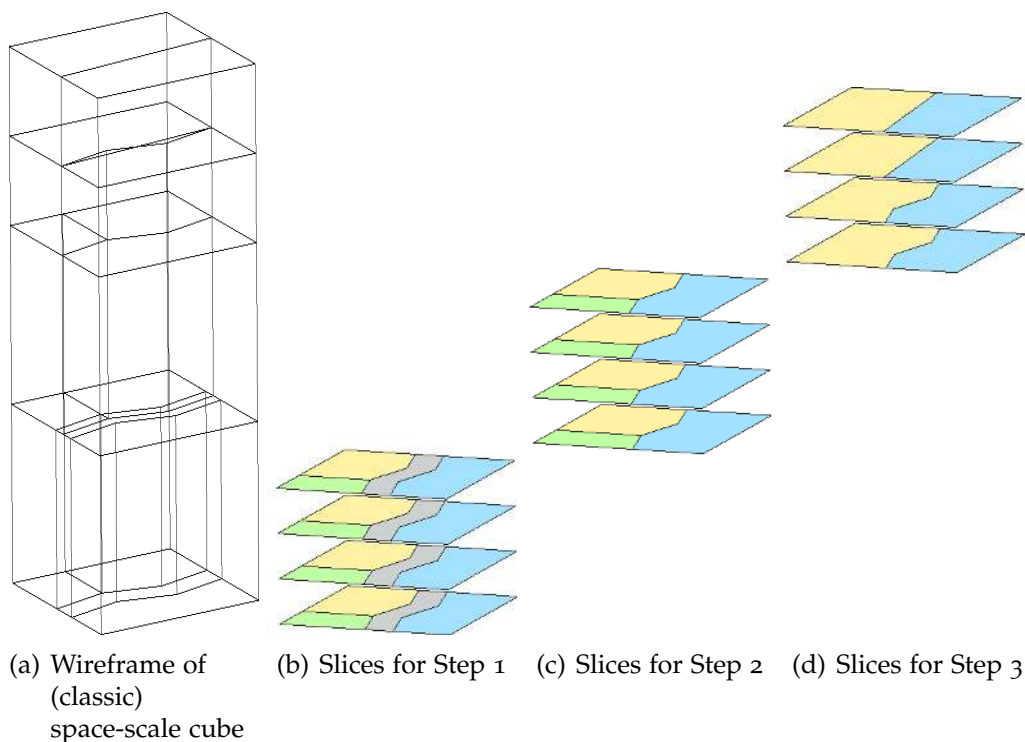 (a) Wireframe of
(classic)
space-scale cube
(b) Slices for Step 1
(c) Slices for Step 2
(d) Slices for Step 3